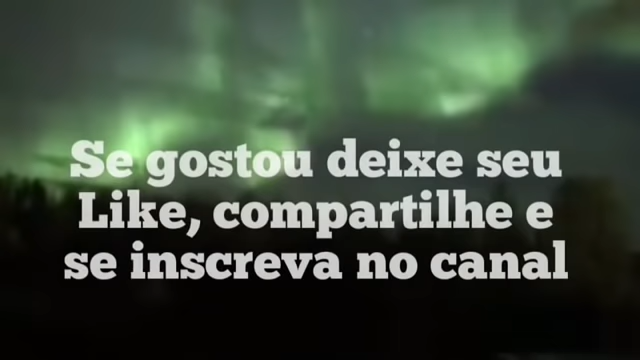 Se gostou deixe seu
Like, compartilhe e
se inscreva no canal